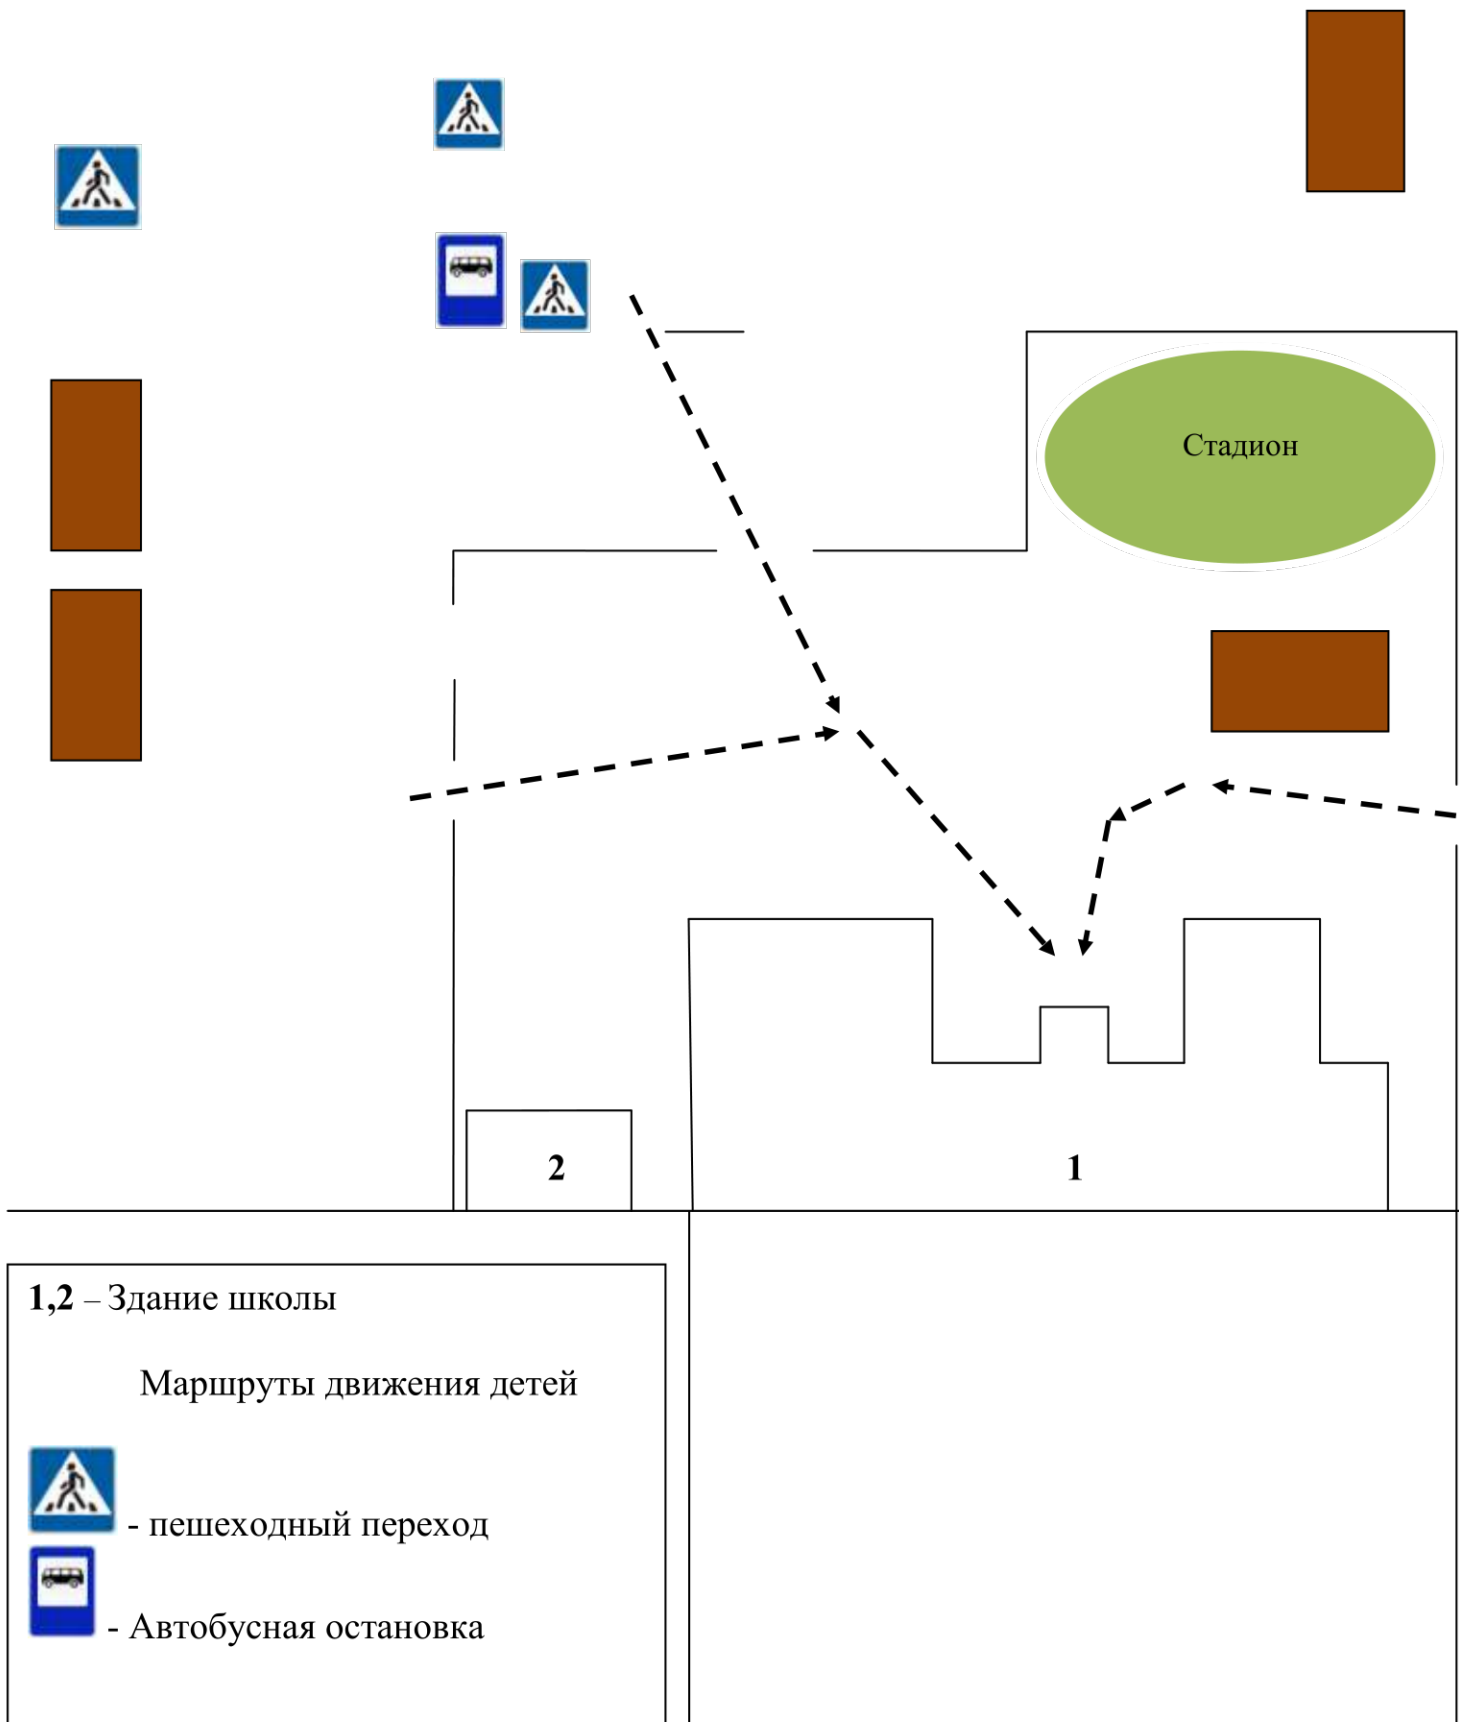 Стадион
2
1
1,2 – Здание школы
Маршруты движения детей
- пешеходный переход
- Автобусная остановка